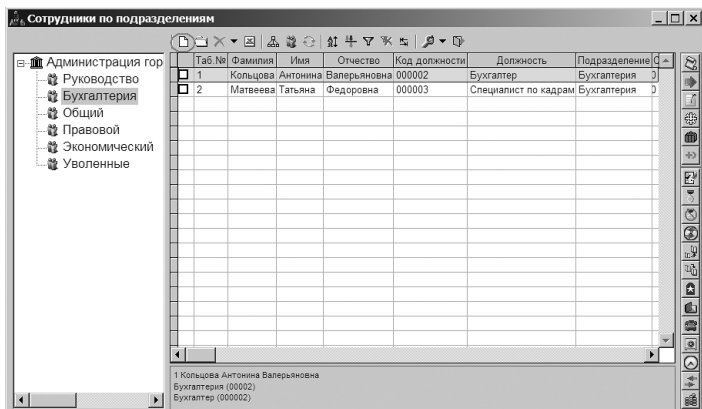 Сотрудники по подразделениям
Администрация гор
Руководство
Бухгалтерия
Общий
Правовой
Экономический
Уволенные
Таб.№ Фамилия Имя Отчество Код должности Должность Подразделение С
1 Кольцова Антонина Валерьяновна 000002 Бухгалтер Бухгалтерия 0
2 Матвеева Татьяна Федоровна 000003 Специалист по кадрам Бухгалтерия 0
1 Кольцова Антонина Валерьяновна
Бухгалтерия (00002)
Бухгалтер (000002)